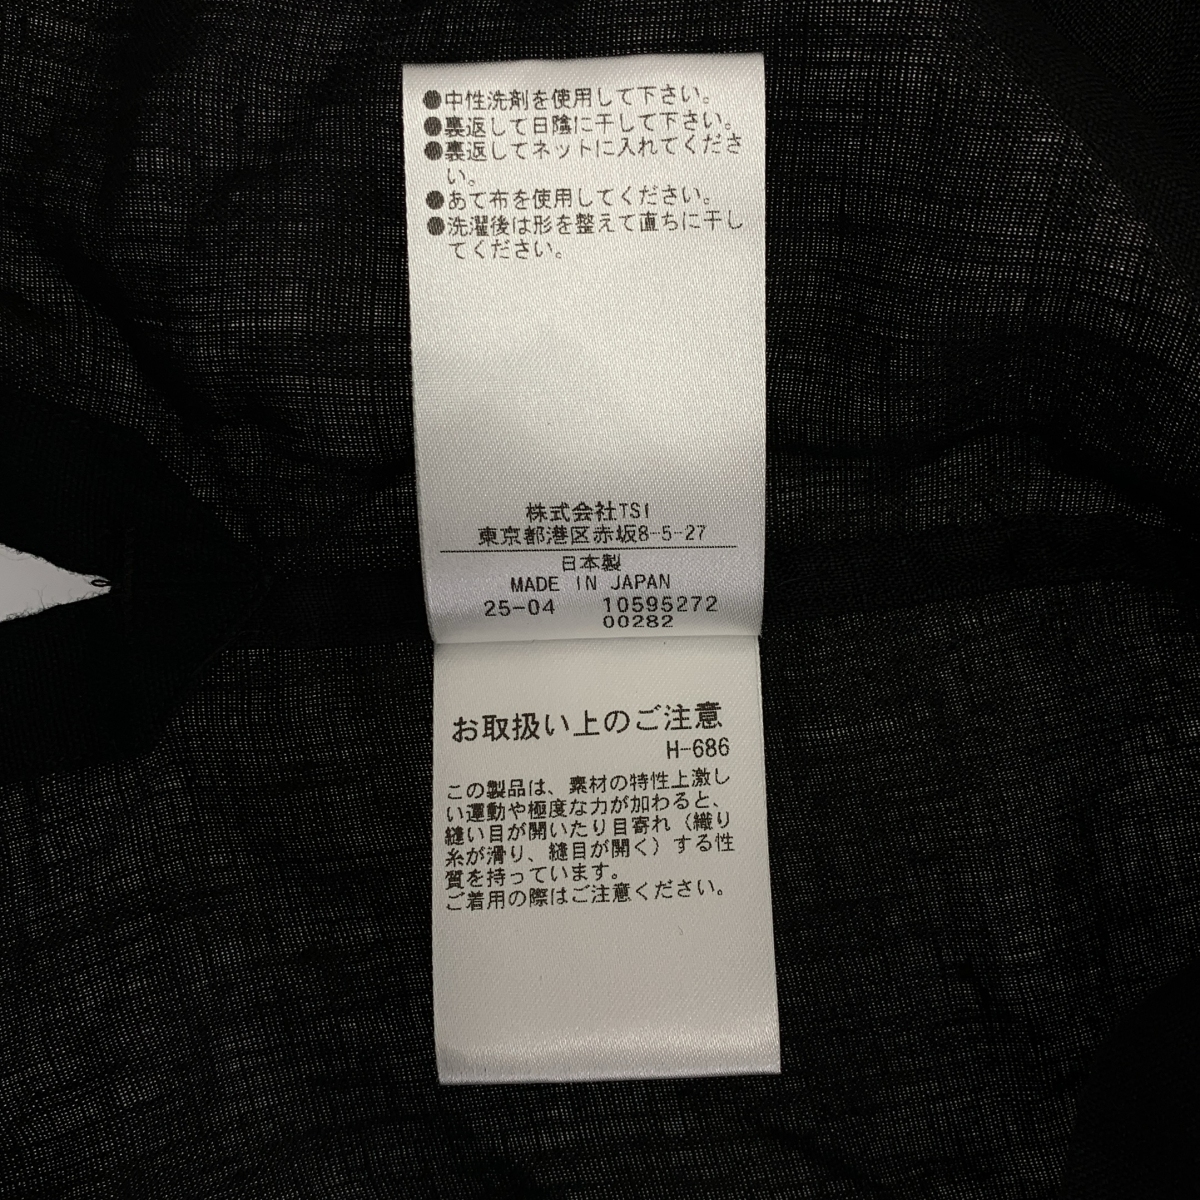 ●中性洗剤を使用して下さい。
●裏返して日陰に干して下さい。
●裏返してネットに入れてくださ
い。
●あて布を使用してください。
●洗濯後は形を整えて直ちに干し
てください。
株式会社TSI
東京都港区赤坂8-5-27
日本製
MADE IN JAPAN
25-04 10595272
00282
お取扱い上のご注意
H-686
この製品は、素材の特性上激し
い運動や極度な力が加わると、
縫い目が開いたり目寄れ（織り
糸が滑り、縫目が開く）する性
質を持っています。
ご着用の際はご注意ください。